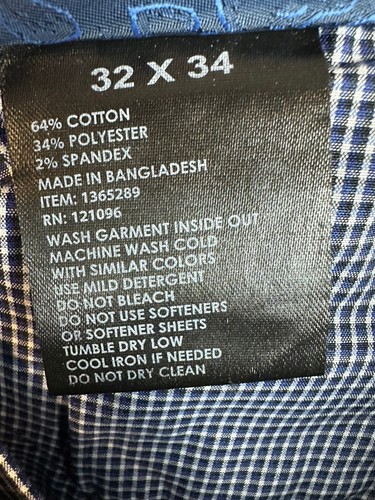 32 X 34
64% COTTON
34% POLYESTER
2% SPANDEX
MADE IN BANGLADESH
ITEM: 1365289
RN: 121096
WASH GARMENT INSIDE OUT
MACHINE WASH COLD
WITH SIMILAR COLORS
USE MILD DETERGENT
DO NOT BLEACH
DO NOT USE SOFTENERS
OR SOFTENER SHEETS
TUMBLE DRY LOW
COOL IRON IF NEEDED
DO NOT DRY CLEAN